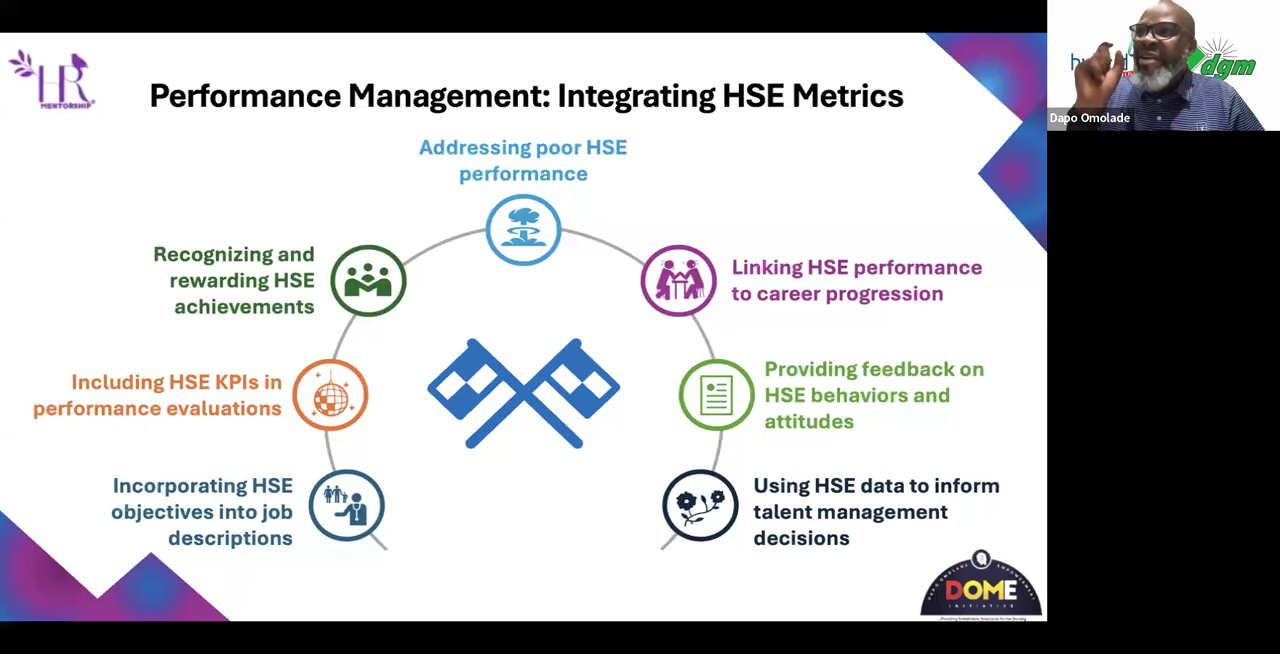 HR
MENTORSHIP
Performance Management: Integrating HSE Metrics
Addressing poor HSE
performance
Recognizing and
rewarding HSE
achievements
Linking HSE performance
to career progression
Including HSE KPIs in
performance evaluations
Providing feedback on
HSE behaviors and
attitudes
Incorporating HSE
objectives into job
descriptions
Using HSE data to inform
talent management
decisions
DOME
INITIATIVE
dgm
Dapo Omolade